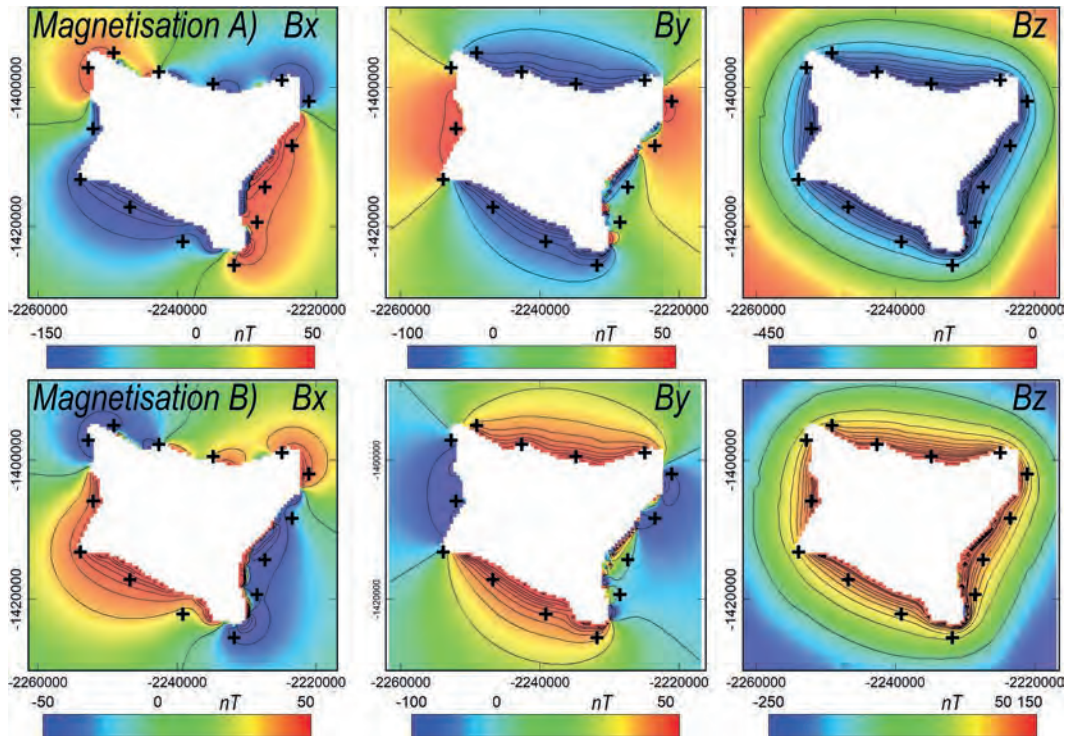 Magnetisation A) Bx
By
Bz
-1400000
-1420000
-1400000
-1420000
-1400000
-1420000
-2260000 -2240000 -2220000
-2260000 -2240000 -2220000
-2260000 -2240000 -2220000
-150 0 nT 50
-100 0 nT 50
-450 nT 0
Magnetisation B) Bx
By
Bz
-1400000
-1420000
-1400000
-1420000
-1400000
-1420000
-2260000 -2240000 -2220000
-2260000 -2240000 -2220000
-2260000 -2240000 -2220000
-50 0 nT 50
-100 0 nT 50
-250 nT 50 150